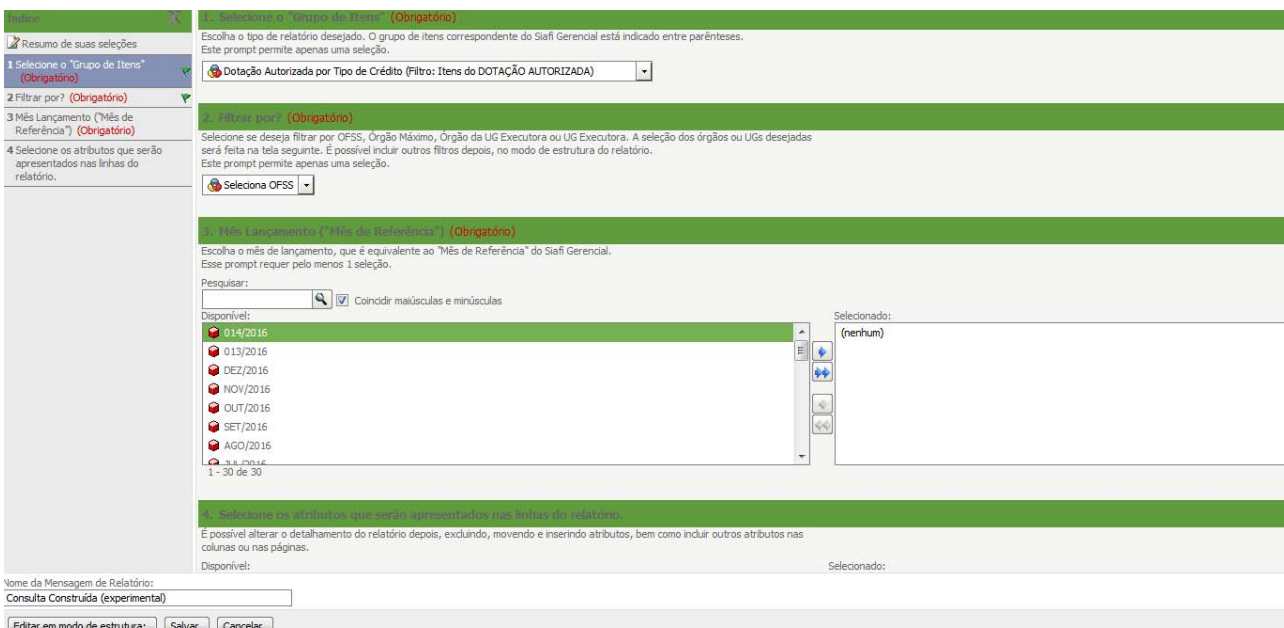 Índice
Resumo de suas seleções
1 Selecione o "Grupo de Itens"
(Obrigatório)
2 Filtrar por? (Obrigatório)
3 Mês Lançamento ("Mês de
Referência") (Obrigatório)
4 Selecione os atributos que serão
apresentados nas linhas do
relatório.
1. Selecione o "Grupo de Itens" (Obrigatório)
Escolha o tipo de relatório desejado. O grupo de itens correspondente do Siafi Gerencial está indicado entre parênteses.
Este prompt permite apenas uma seleção.
Dotação Autorizada por Tipo de Crédito (Filtro: Itens do DOTAÇÃO AUTORIZADA)
2. Filtrar por? (Obrigatório)
Selecione se deseja filtrar por OFSS, Órgão Máximo, Órgão da UG Executora ou UG Executora. A seleção dos órgãos ou UGs desejadas
será feita na tela seguinte. É possível incluir outros filtros depois, no modo de estrutura do relatório.
Este prompt permite apenas uma seleção.
Seleciona OFSS
3. Mês Lançamento ("Mês de Referência") (Obrigatório)
Escolha o mês de lançamento, que é equivalente ao "Mês de Referência" do Siafi Gerencial.
Esse prompt requer pelo menos 1 seleção.
Pesquisar:
Coincidir maiúsculas e minúsculas
Disponível:
Selecionado:
014/2016
(nenhum)
013/2016
DEZ/2016
NOV/2016
OUT/2016
SET/2016
AGO/2016
JUL/2016
1 - 30 de 30
4. Selecione os atributos que serão apresentados nas linhas do relatório.
É possível alterar o detalhamento do relatório depois, excluindo, movendo e inserindo atributos, bem como incluir outros atributos nas
colunas ou nas páginas.
Disponível:
Selecionado:
Nome da Mensagem de Relatório:
Consulta Construída (experimental)
Editar em modo de estrutura:
Salvar
Cancelar